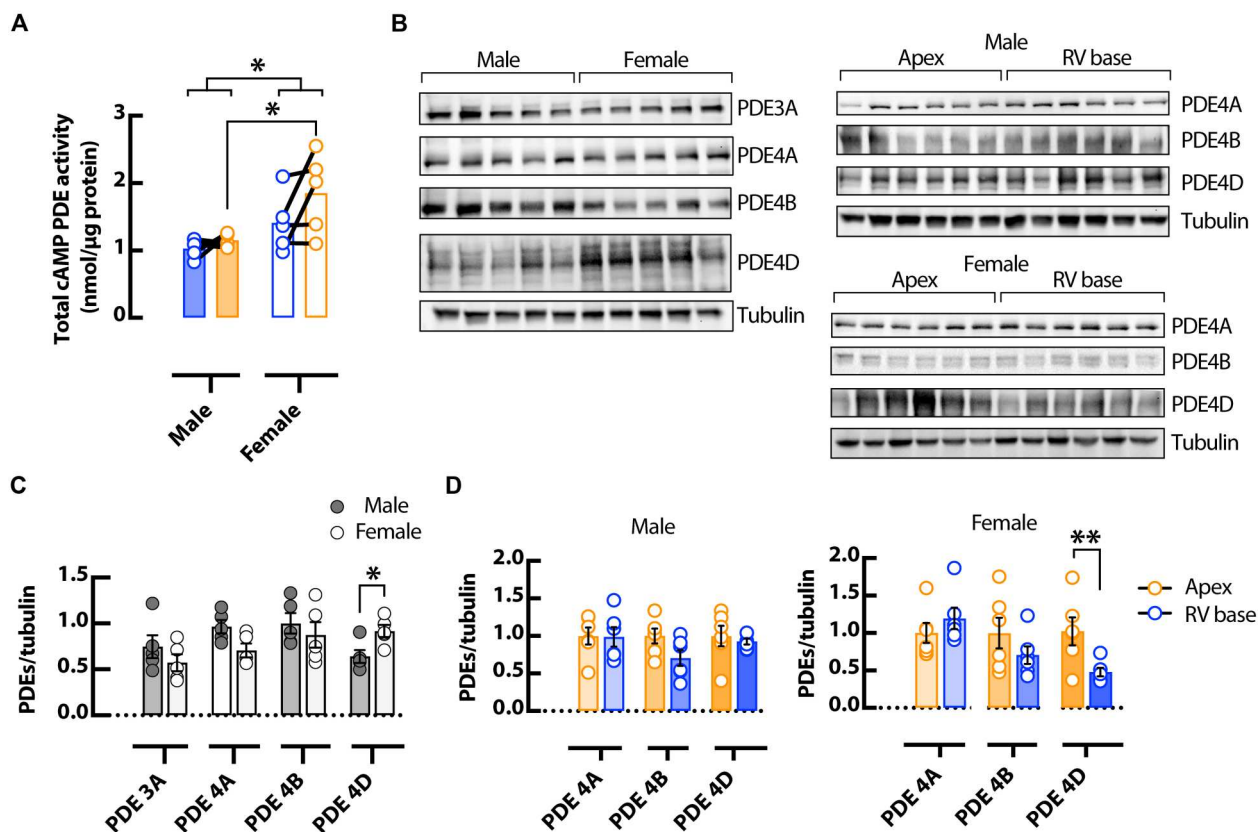 A
Total cAMP PDE activity
(nmol/μg protein)
3
2
1
0
*
*
Male
Female
B
Male
Female
PDE3A
PDE4A
PDE4B
PDE4D
Tubulin
Male
Apex
RV base
PDE4A
PDE4B
PDE4D
Tubulin
Female
Apex
RV base
PDE4A
PDE4B
PDE4D
Tubulin
C
Male
Female
PDEs/tubulin
1.5
1.0
0.5
0.0
*
PDE 3A
PDE 4A
PDE 4B
PDE 4D
D
Male
PDEs/tubulin
2.0
1.5
1.0
0.5
0.0
PDE 4A
PDE 4B
PDE 4D
Female
PDEs/tubulin
2.0
1.5
1.0
0.5
0.0
**
PDE 4A
PDE 4B
PDE 4D
Apex
RV base